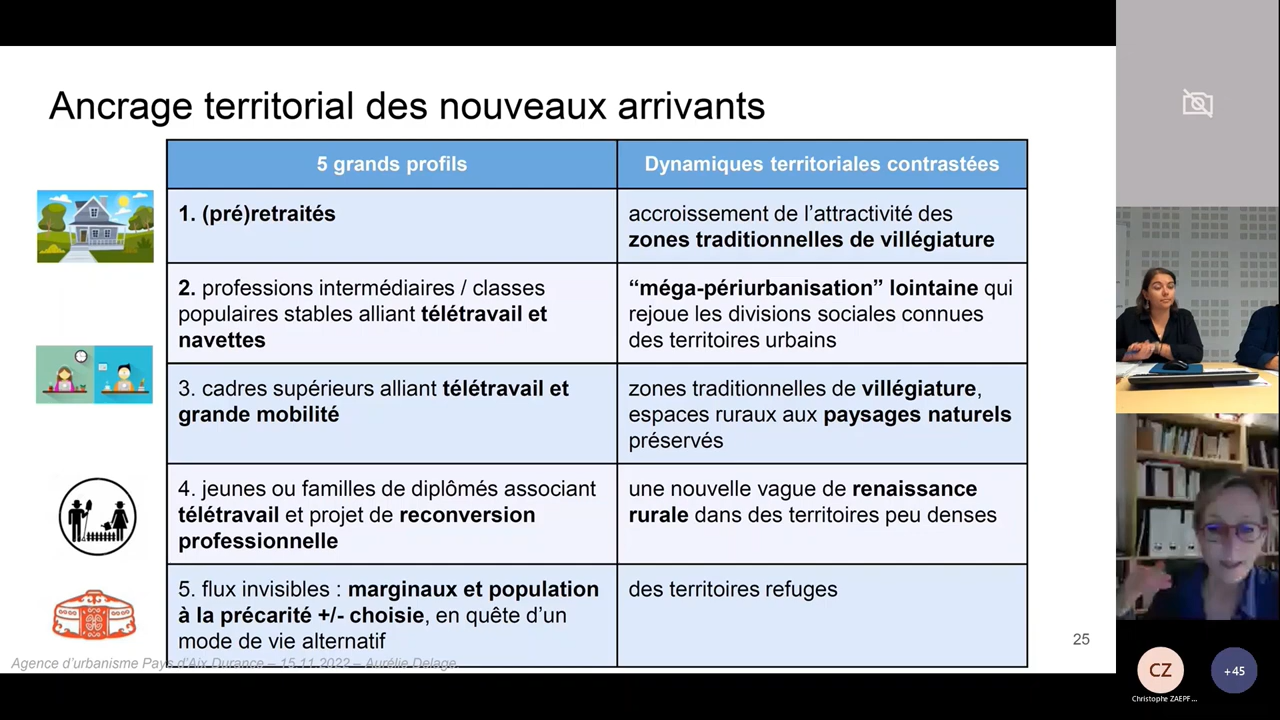 Ancrage territorial des nouveaux arrivants
5 grands profils
Dynamiques territoriales contrastées
1. (pré)retraités
accroissement de l’attractivité des
zones traditionnelles de villégiature
2. professions intermédiaires / classes
populaires stables alliant télétravail et
navettes
“méga-périurbanisation” lointaine qui
rejoue les divisions sociales connues
des territoires urbains
3. cadres supérieurs alliant télétravail et
grande mobilité
zones traditionnelles de villégiature,
espaces ruraux aux paysages naturels
préservés
4. jeunes ou familles de diplômés associant
télétravail et projet de reconversion
professionnelle
une nouvelle vague de renaissance
rurale dans des territoires peu denses
5. flux invisibles : marginaux et population
à la précarité +/- choisie, en quête d’un
mode de vie alternatif
des territoires refuges
Agence d’urbanisme Pays d’Aix Durance – 15.11.2022 – Aurélie Delage
25
CZ
+45
Christophe ZAEPF...